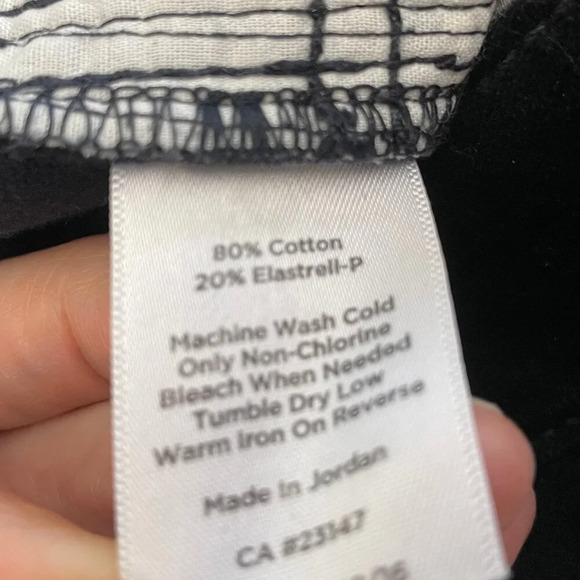 80% Cotton
20% Elastrell-P
Machine Wash Cold
Only Non-Chlorine
Bleach When Needed
Tumble Dry Low
Warm Iron On Reverse
Made In Jordan
CA #23147